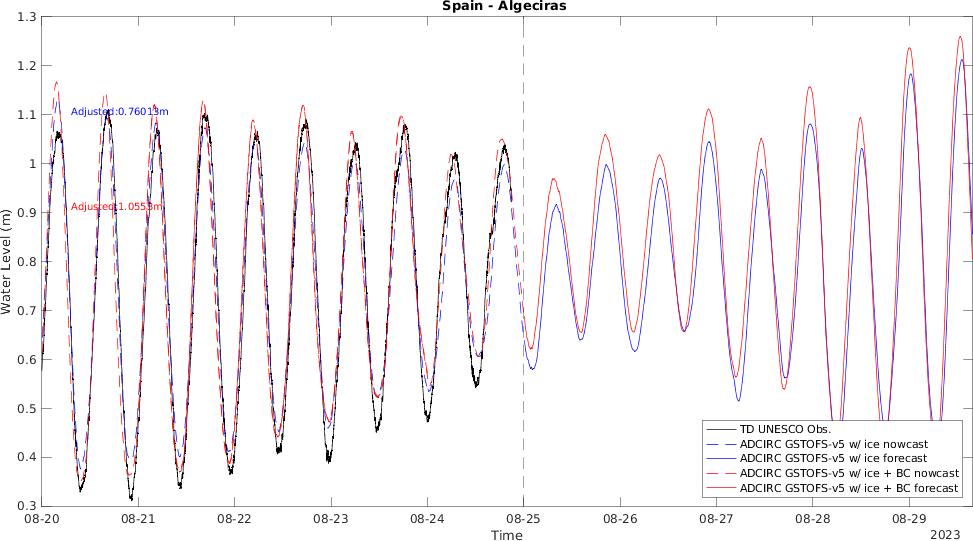 Spain - Algeciras
1.3
1.2
1.1
1
0.9
0.8
0.7
0.6
0.5
0.4
0.3
Water Level (m)
Adjusted:0.76013m
Adjusted:1.0553m
TD UNESCO Obs.
ADCIRC GSTOFS-v5 w/ ice nowcast
ADCIRC GSTOFS-v5 w/ ice forecast
ADCIRC GSTOFS-v5 w/ ice + BC nowcast
ADCIRC GSTOFS-v5 w/ ice + BC forecast
08-20 08-21 08-22 08-23 08-24 08-25 08-26 08-27 08-28 08-29
Time
2023